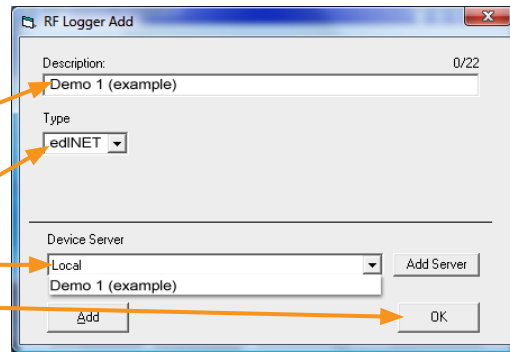 RF Logger Add
Description: 0/22
Demo 1 (example)
Type
edINET
Device Server
Local
Add Server
Demo 1 (example)
Add
OK